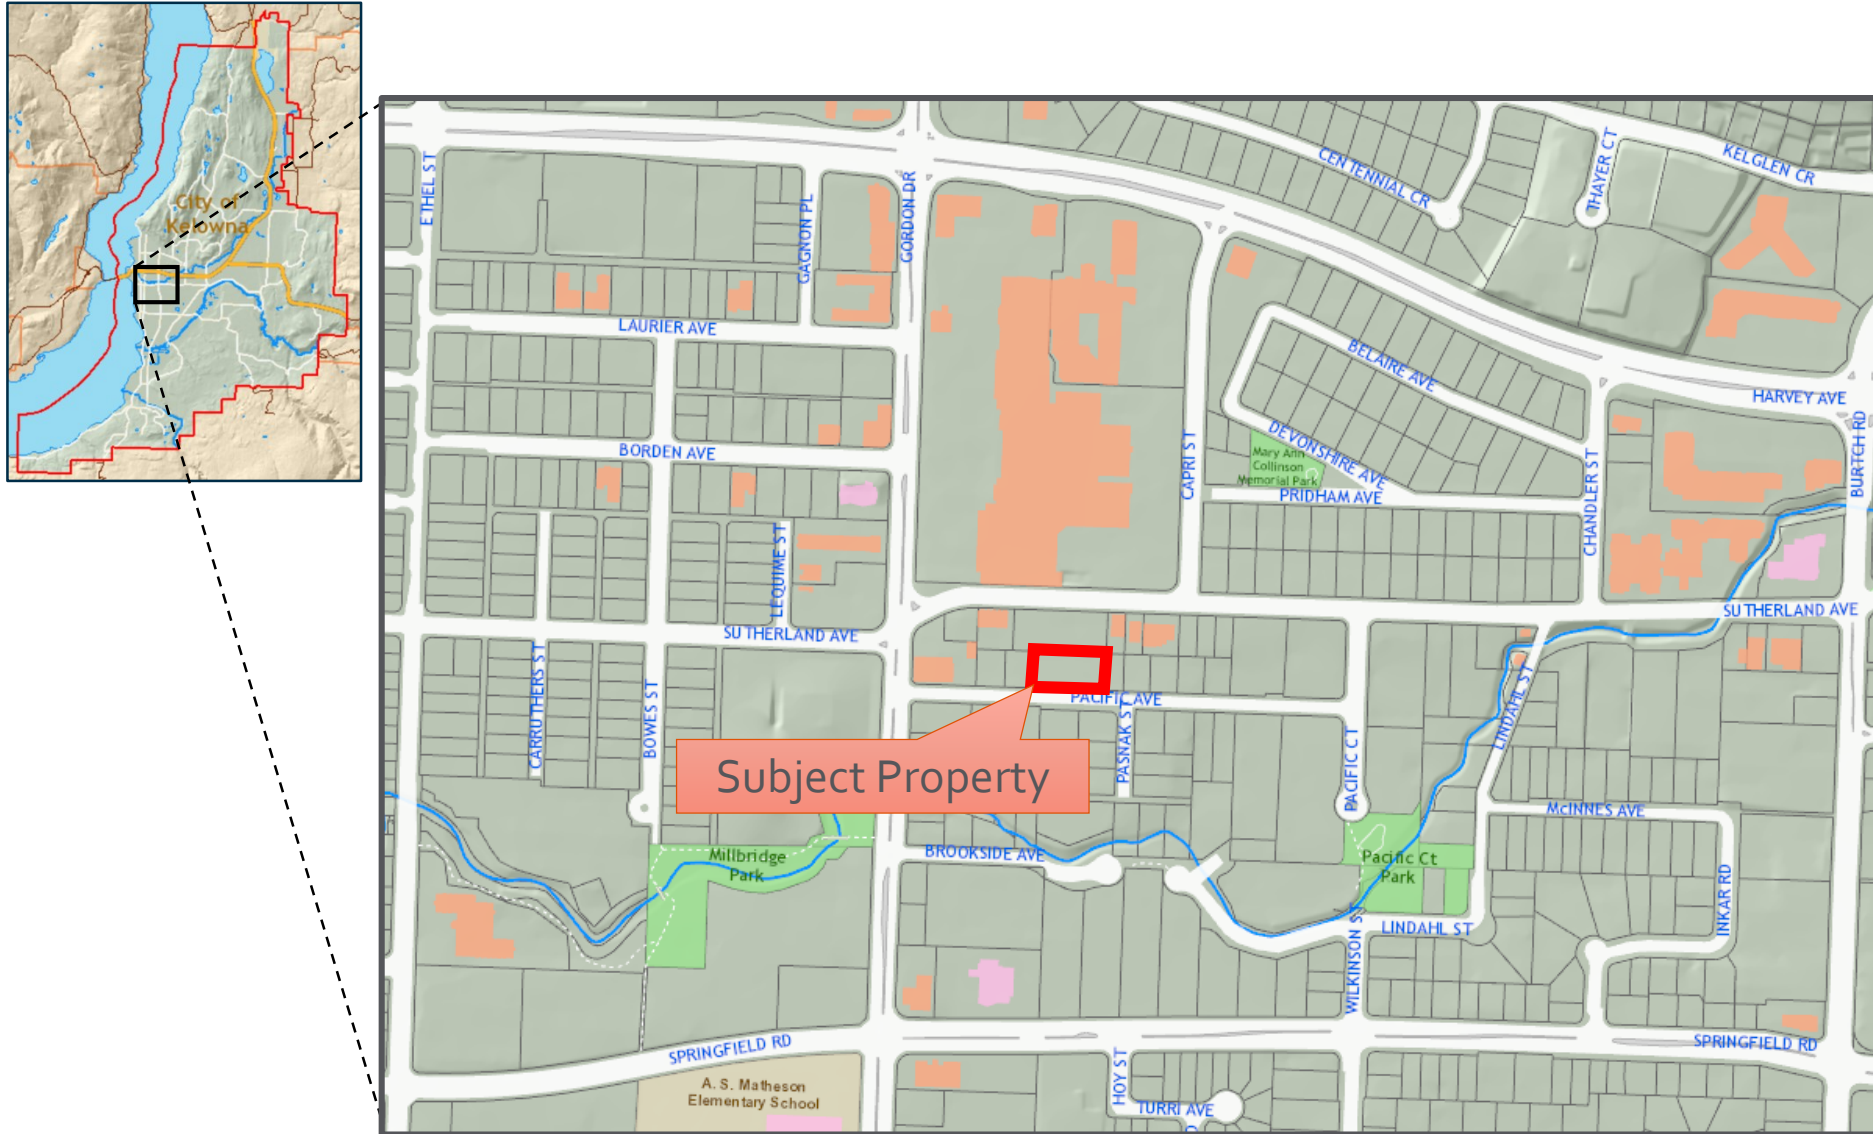 City of
Kelowna
ETHEL ST
GAGNON PL
GORDON DR
CENTENNIAL CR
THAYER CT
KELGLEN CR
LAURIER AVE
BELAIRE AVE
HARVEY AVE
BURTCH RD
BORDEN AVE
CAPRI ST
DEVONSHIRE AVE
Mary Ann
Collinson
Memorial Park
PRIDHAM AVE
CHANDLER ST
LEQUIME ST
SUTHERLAND AVE
SUTHERLAND AVE
CARRUTHERS ST
BOWES ST
PACIFIC AVE
PASNAK ST
PACIFIC CT
LINDAHL ST
Subject Property
McINNES AVE
Millbridge
Park
BROOKSIDE AVE
Pacific Ct
Park
INKAR RD
LINDAHL ST
WILKINSON ST
SPRINGFIELD RD
SPRINGFIELD RD
A. S. Matheson
Elementary School
HOY ST
TURRI AVE